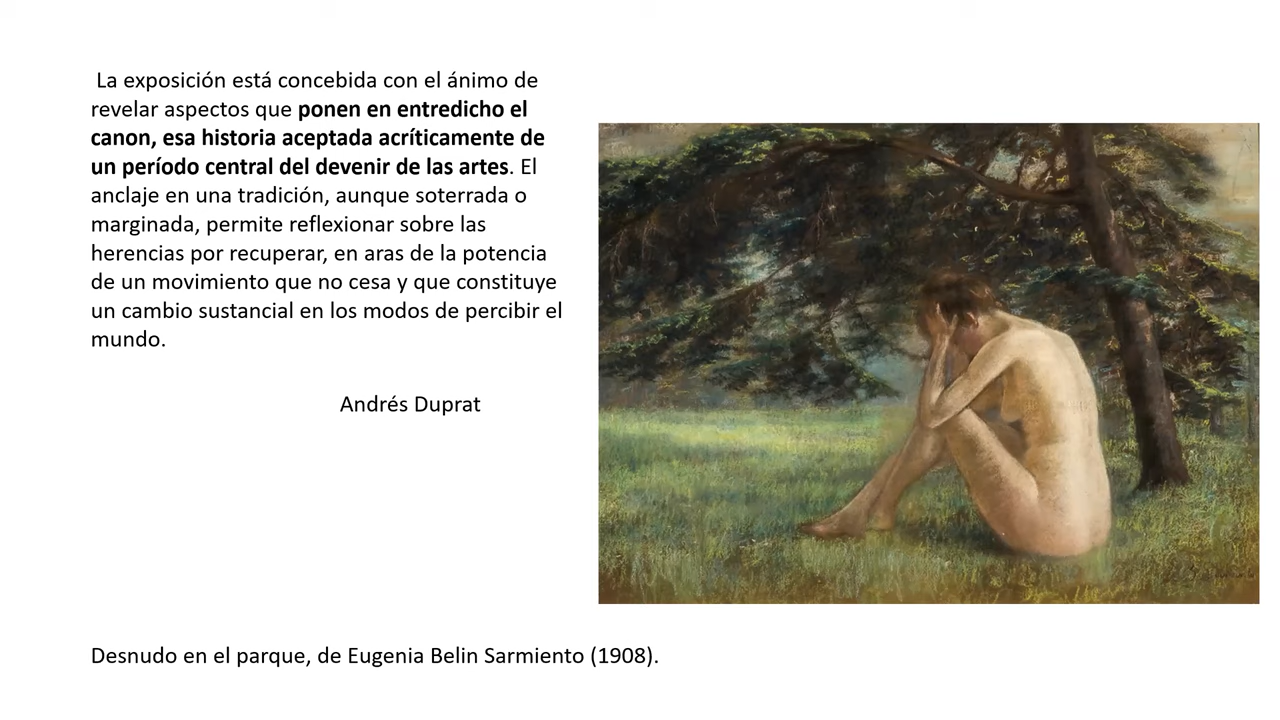 La exposición está concebida con el ánimo de
revelar aspectos que ponen en entredicho el
canon, esa historia aceptada acríticamente de
un período central del devenir de las artes. El
anclaje en una tradición, aunque soterrada o
marginada, permite reflexionar sobre las
herencias por recuperar, en aras de la potencia
de un movimiento que no cesa y que constituye
un cambio sustancial en los modos de percibir el
mundo.
Andrés Duprat
Desnudo en el parque, de Eugenia Belin Sarmiento (1908).